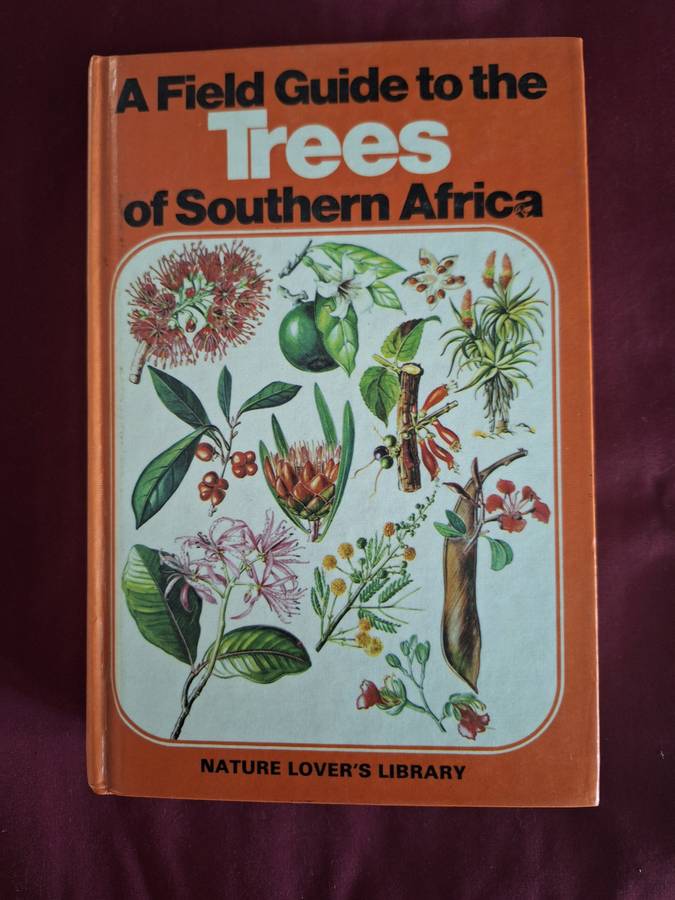 A Field Guide to the
Trees
of Southern Africa
NATURE LOVER'S LIBRARY